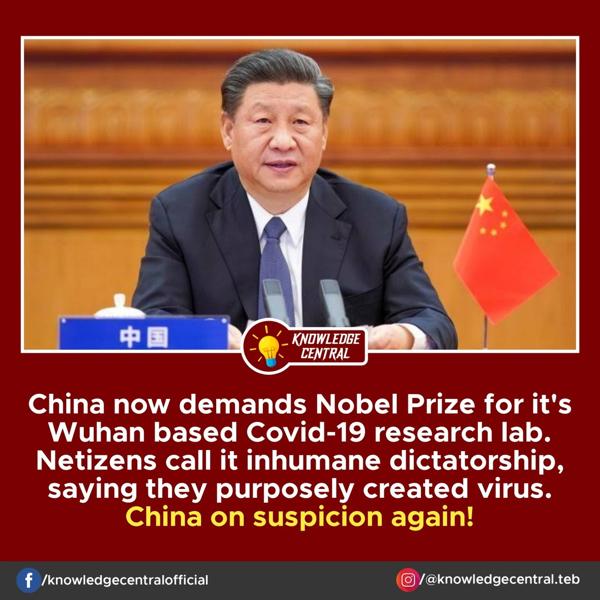 中国
KNOWLEDGE
CENTRAL
China now demands Nobel Prize for it's
Wuhan based Covid-19 research lab.
Netizens call it inhumane dictatorship,
saying they purposely created virus.
China on suspicion again!
/knowledgecentralofficial
/@knowledgecentral.teb